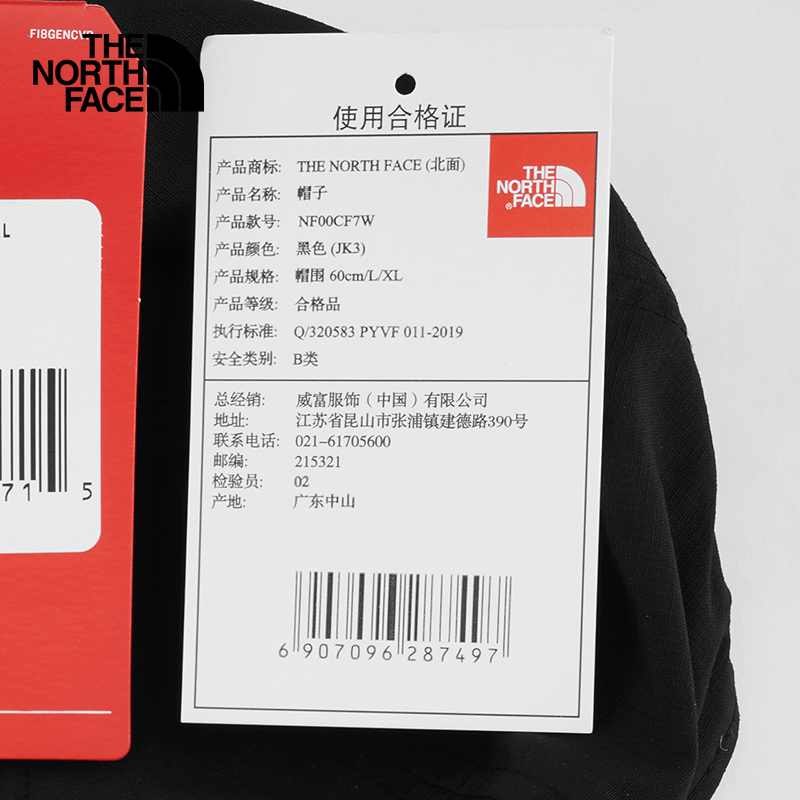 FI8GENCVP
THE
NORTH
FACE
L
71 5
使用合格证
产品商标: THE NORTH FACE (北面)
产品名称: 帽子
产品款号: NF00CF7W
产品颜色: 黑色 (JK3)
产品规格: 帽围 60cm/L/XL
产品等级: 合格品
执行标准: Q/320583 PYVF 011-2019
安全类别: B类
THE
NORTH
FACE
®
总经销: 威富服饰（中国）有限公司
地址: 江苏省昆山市张浦镇建德路390号
联系电话: 021-61705600
邮编: 215321
检验员: 02
产地: 广东中山
6 907096 287497